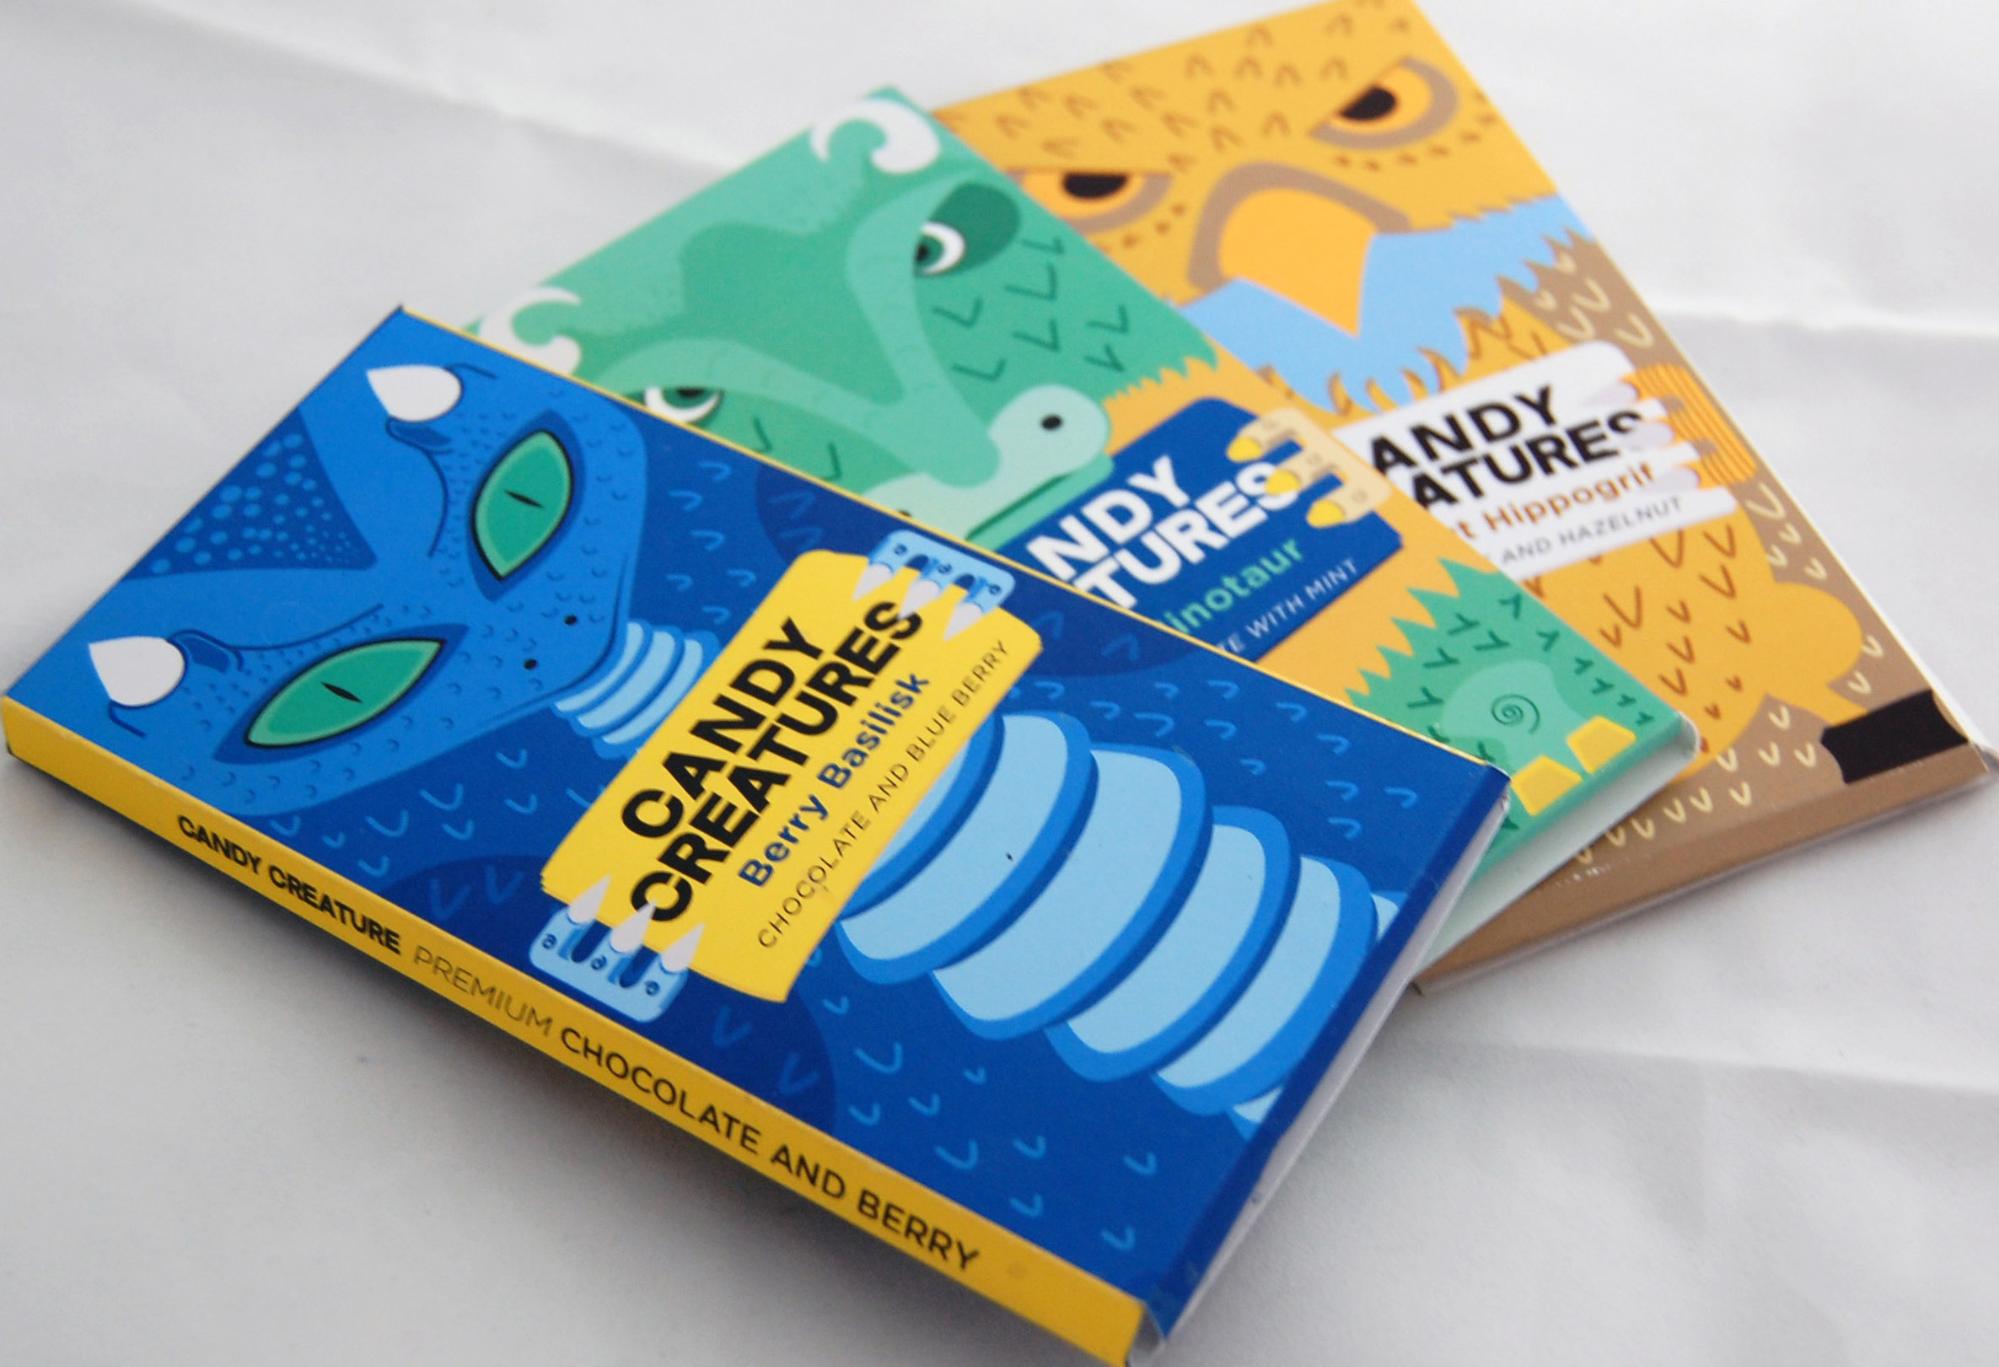 CANDY
CREATURES
Berry Basilisk
CHOCOLATE AND BLUE BERRY
CANDY CREATURE PREMIUM CHOCOLATE AND BERRY
NDY
TURES
inotaur
TE WITH MINT
ANDY
ATURES
t Hippogrif
AND HAZELNUT